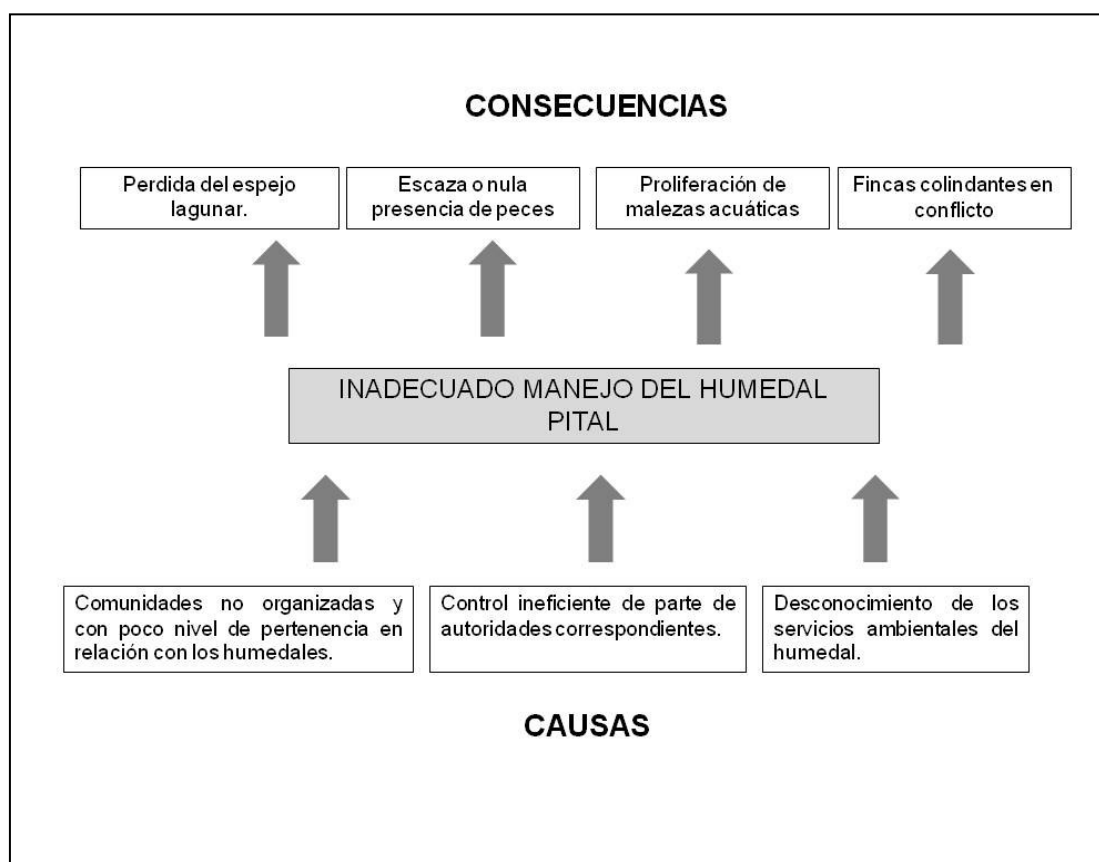 CONSECUENCIAS
Perdida del espejo
lagunar.
Escaza o nula
presencia de peces
Proliferación de
malezas acuáticas
Fincas colindantes en
conflicto
INADECUADO MANEJO DEL HUMEDAL
PITAL
Comunidades no organizadas y
con poco nivel de pertenencia en
relación con los humedales.
Control ineficiente de parte de
autoridades correspondientes.
Desconocimiento de los
servicios ambientales del
humedal.
CAUSAS